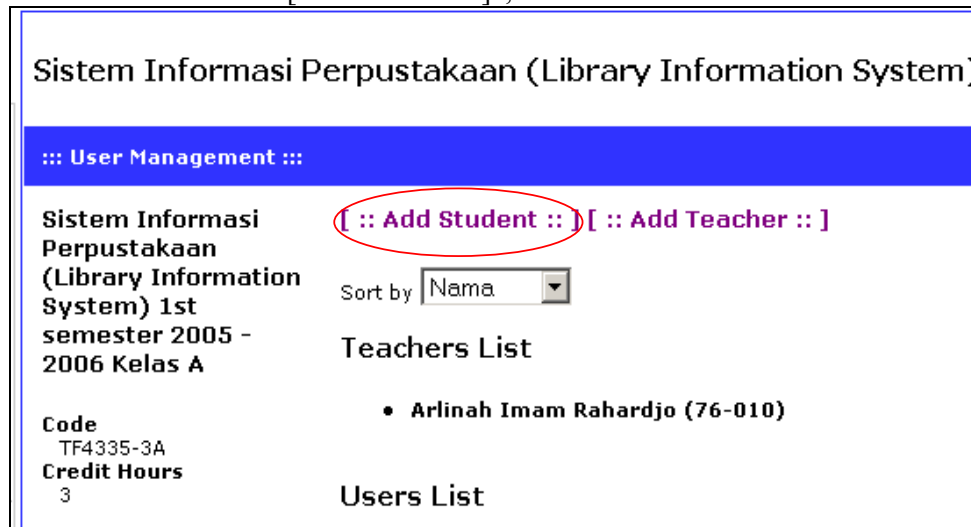 Sistem Informasi Perpustakaan (Library Information System)
::: User Management :::
Sistem Informasi
Perpustakaan
(Library Information
System) 1st
semester 2005 -
2006 Kelas A
Code
TF4335-3A
Credit Hours
3
[ :: Add Student :: ] [ :: Add Teacher :: ]
Sort by Nama
Teachers List
• Arlinah Imam Rahardjo (76-010)
Users List